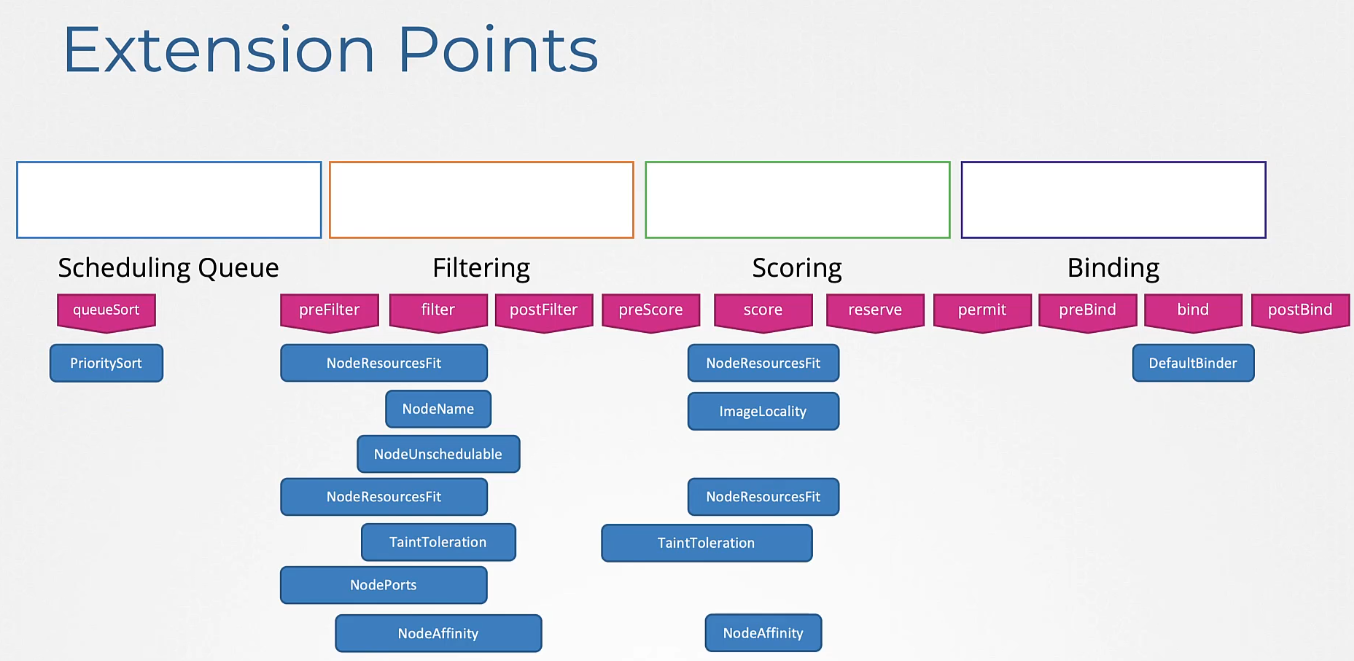 Extension Points
Scheduling Queue Filtering Scoring Binding
queueSort preFilter filter postFilter preScore score reserve permit preBind bind postBind
PrioritySort NodeResourcesFit NodeResourcesFit DefaultBinder
NodeName ImageLocality
NodeUnschedulable
NodeResourcesFit NodeResourcesFit
TaintToleration TaintToleration
NodePorts
NodeAffinity NodeAffinity